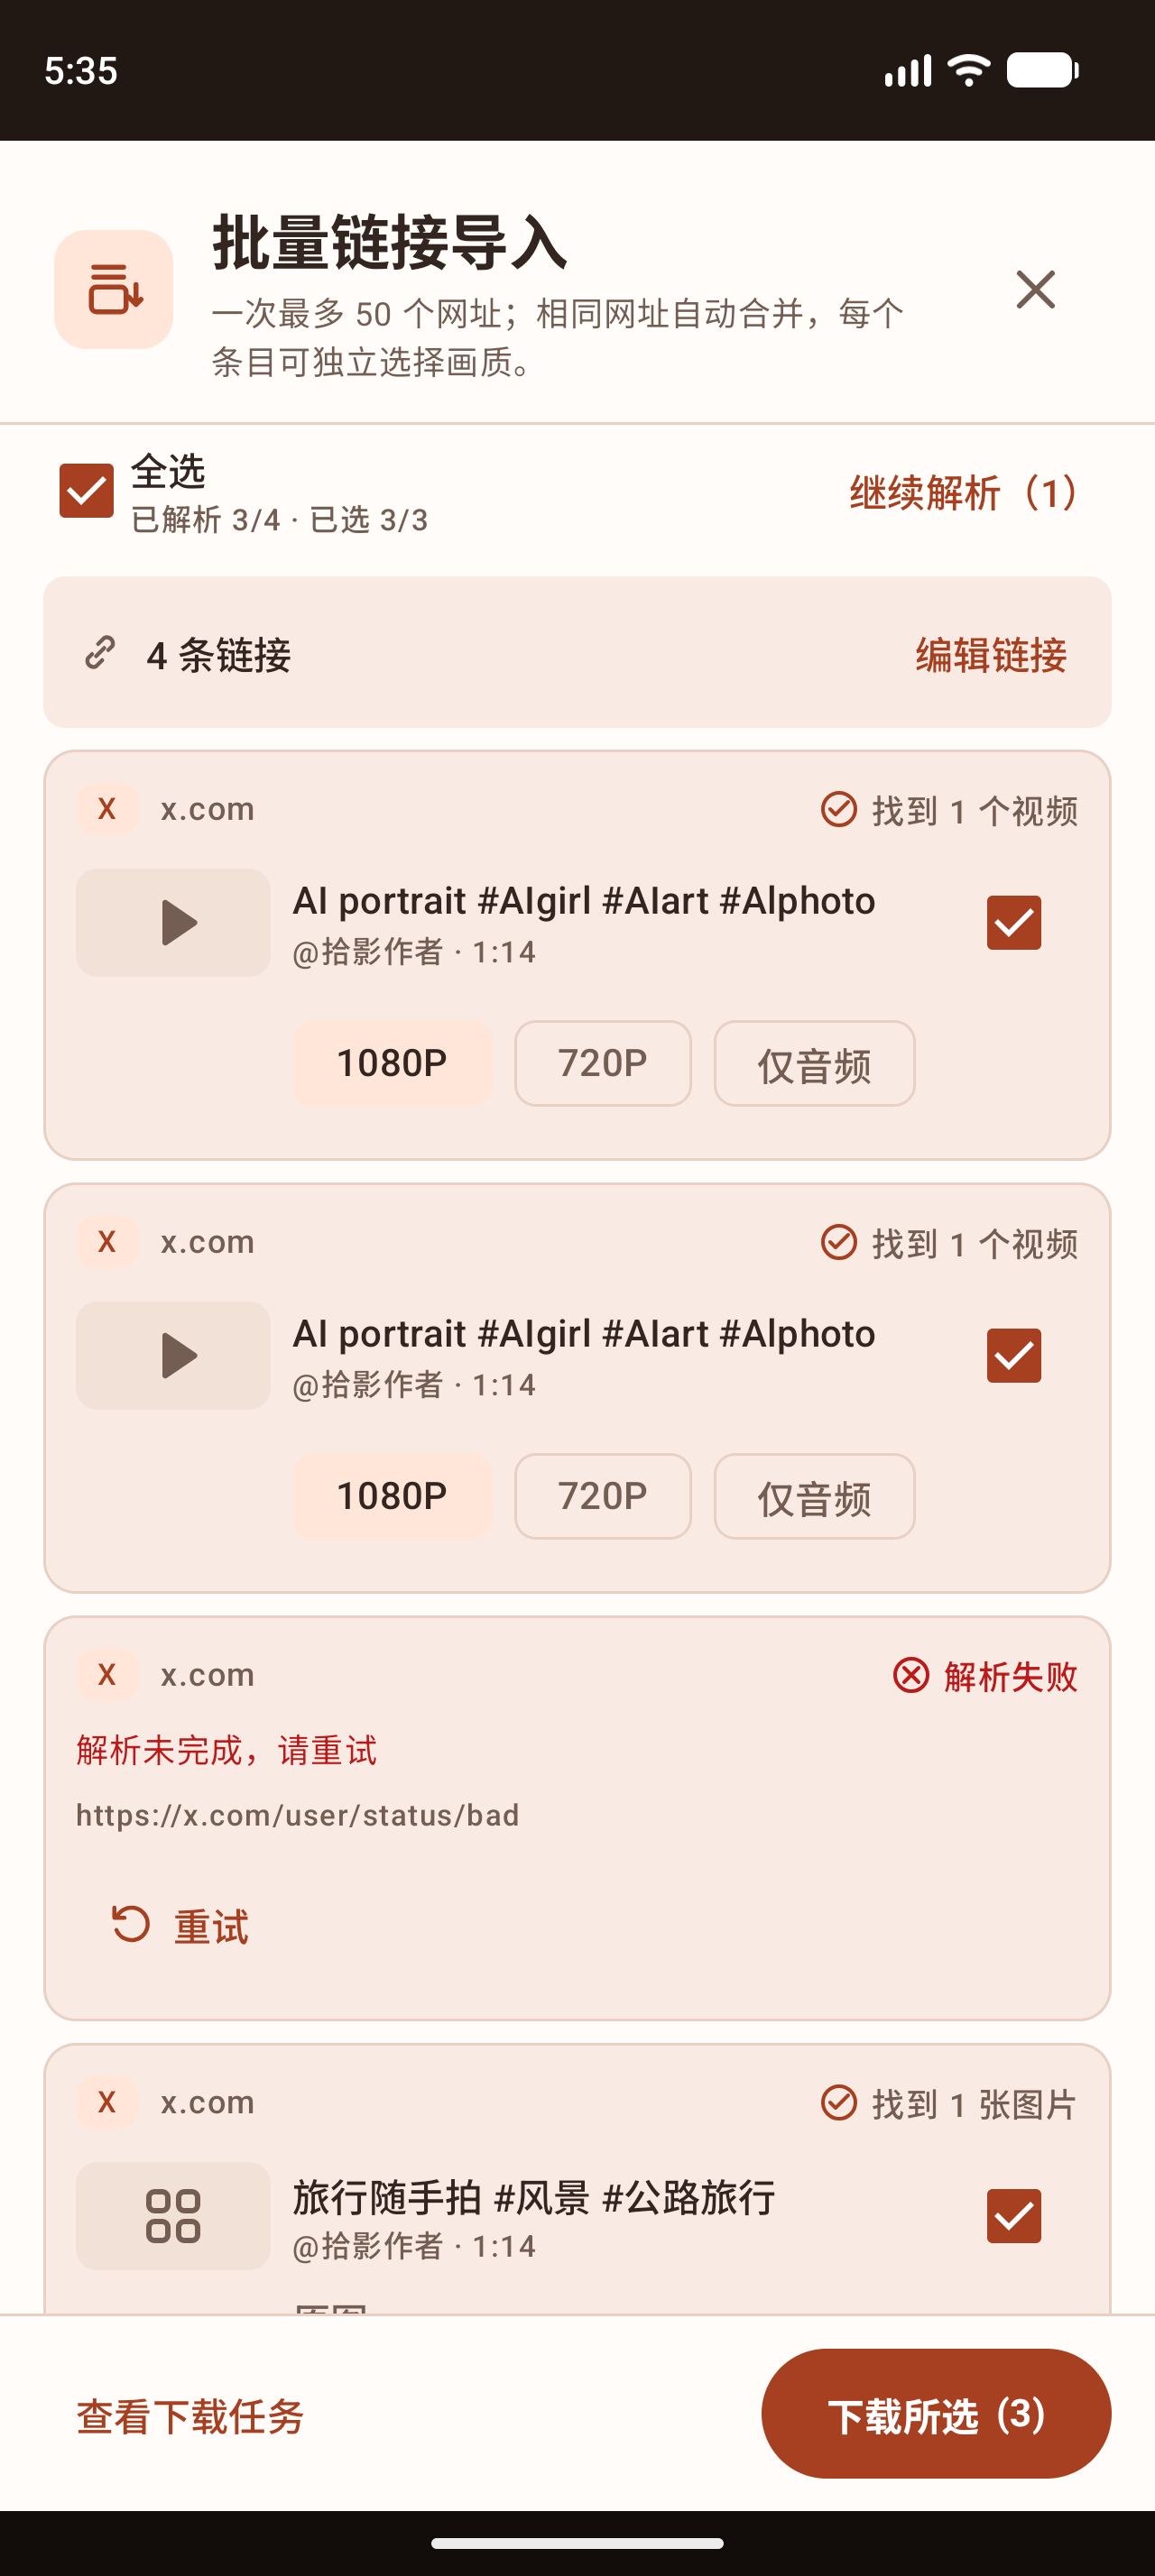 5:35
批量链接导入
一次最多 50 个网址；相同网址自动合并，每个
条目可独立选择画质。
全选
已解析 3/4 · 已选 3/3
继续解析（1）
4 条链接
编辑链接
X x.com
找到 1 个视频
AI portrait #AIgirl #AIart #AIphoto
@拾影作者 · 1:14
1080P 720P 仅音频
X x.com
找到 1 个视频
AI portrait #AIgirl #AIart #AIphoto
@拾影作者 · 1:14
1080P 720P 仅音频
X x.com
解析失败
解析未完成，请重试
https://x.com/user/status/bad
重试
X x.com
找到 1 张图片
旅行随手拍 #风景 #公路旅行
@拾影作者 · 1:14
查看下载任务
下载所选 (3)